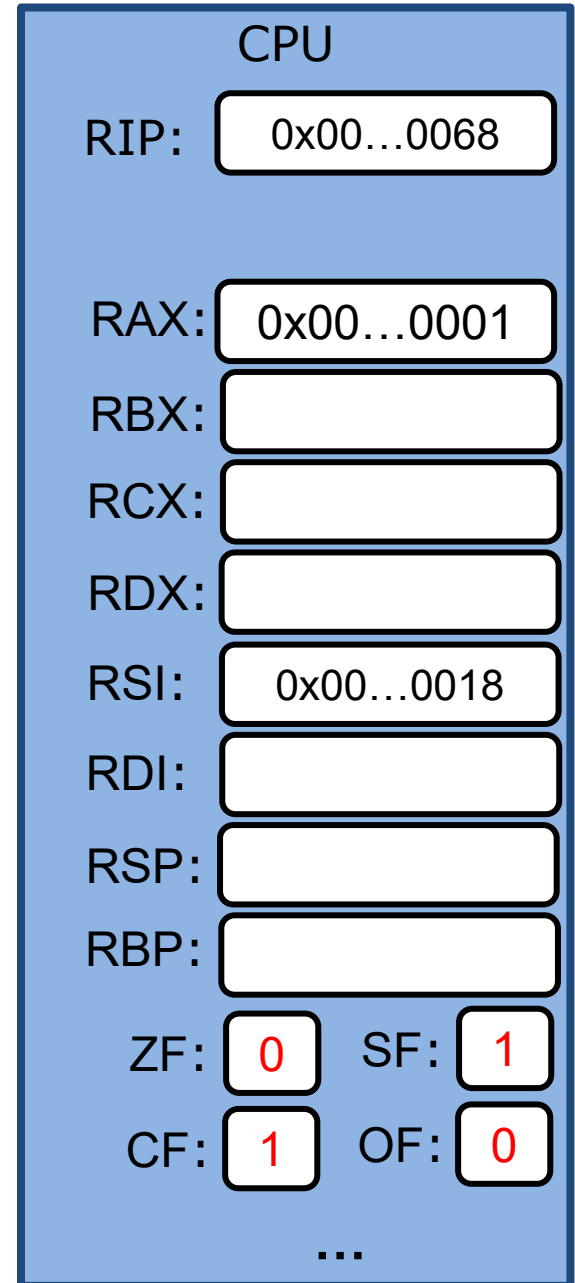 CPU
RIP: 0x00…0068
RAX: 0x00…0001
RBX:
RCX:
RDX:
RSI: 0x00…0018
RDI:
RSP:
RBP:
ZF: 0 SF: 1
CF: 1 OF: 0
…